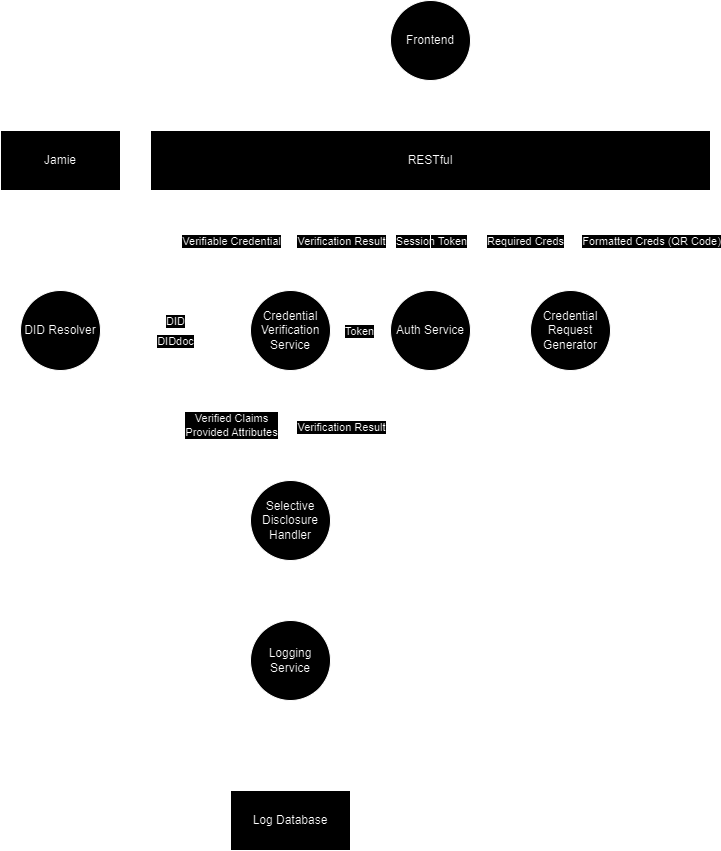 Frontend
Jamie
RESTful
Verifiable Credential
Verification Result
Session Token
Required Creds
Formatted Creds (QR Code)
DID Resolver
DID
DIDdoc
Credential
Verification
Service
Token
Auth Service
Credential
Request
Generator
Verified Claims
Provided Attributes
Verification Result
Selective
Disclosure
Handler
Logging
Service
Log Database